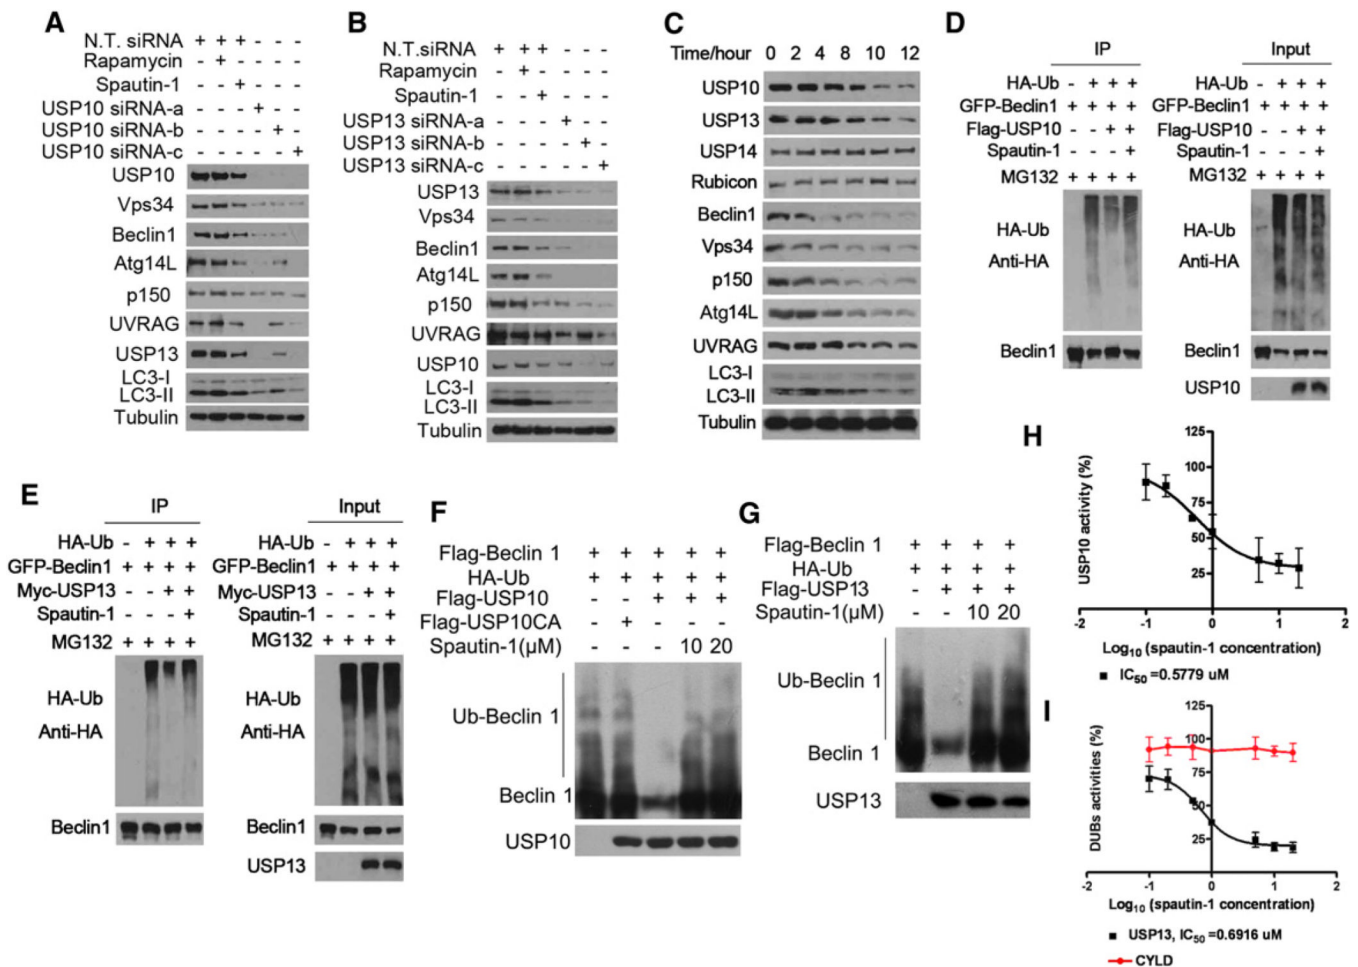 A
N.T. siRNA + + + - - -
Rapamycin - + - - - -
Spautin-1 - - + - - -
USP10 siRNA-a - - - + - -
USP10 siRNA-b - - - - + -
USP10 siRNA-c - - - - - +
USP10
Vps34
Beclin1
Atg14L
p150
UVRAG
USP13
LC3-I
LC3-II
Tubulin
B
N.T.siRNA + + + - - -
Rapamycin - + - - - -
Spautin-1 - - + - - -
USP13 siRNA-a - - - + - -
USP13 siRNA-b - - - - + -
USP13 siRNA-c - - - - - +
USP13
Vps34
Beclin1
Atg14L
p150
UVRAG
USP10
LC3-I
LC3-II
Tubulin
C
Time/hour 0 2 4 8 10 12
USP10
USP13
USP14
Rubicon
Beclin1
Vps34
p150
Atg14L
UVRAG
LC3-I
LC3-II
Tubulin
D
IP
HA-Ub - + + +
GFP-Beclin1 + + + +
Flag-USP10 - - + +
Spautin-1 - - - +
MG132 + + + +
HA-Ub
Anti-HA
Beclin1
Input
HA-Ub - + + +
GFP-Beclin1 + + + +
Flag-USP10 - - + +
Spautin-1 - - - +
MG132 + + + +
HA-Ub
Anti-HA
Beclin1
USP10
E
IP
HA-Ub - + + +
GFP-Beclin1 + + + +
Myc-USP13 - - + +
Spautin-1 - - - +
MG132 + + + +
HA-Ub
Anti-HA
Beclin1
Input
HA-Ub - + + +
GFP-Beclin1 + + + +
Myc-USP13 - - + +
Spautin-1 - - - +
MG132 + + + +
HA-Ub
Anti-HA
Beclin1
USP13
F
Flag-Beclin 1 + + + + +
HA-Ub + + + + +
Flag-USP10 - - + + +
Flag-USP10CA - + - - -
Spautin-1(µM) - - - 10 20
Ub-Beclin 1
Beclin 1
USP10
G
Flag-Beclin 1 + + + +
HA-Ub + + + +
Flag-USP13 - + + +
Spautin-1(µM) - - 10 20
Ub-Beclin 1
Beclin 1
USP13
H
USP10 activity (%)
125
100
75
50
25
-2 -1 0 1 2
Log10 (spautin-1 concentration)
IC50 =0.5779 uM
I
DUBs activities (%)
125
100
75
50
25
-2 -1 0 1 2
Log10 (spautin-1 concentration)
USP13, IC50 =0.6916 uM
CYLD